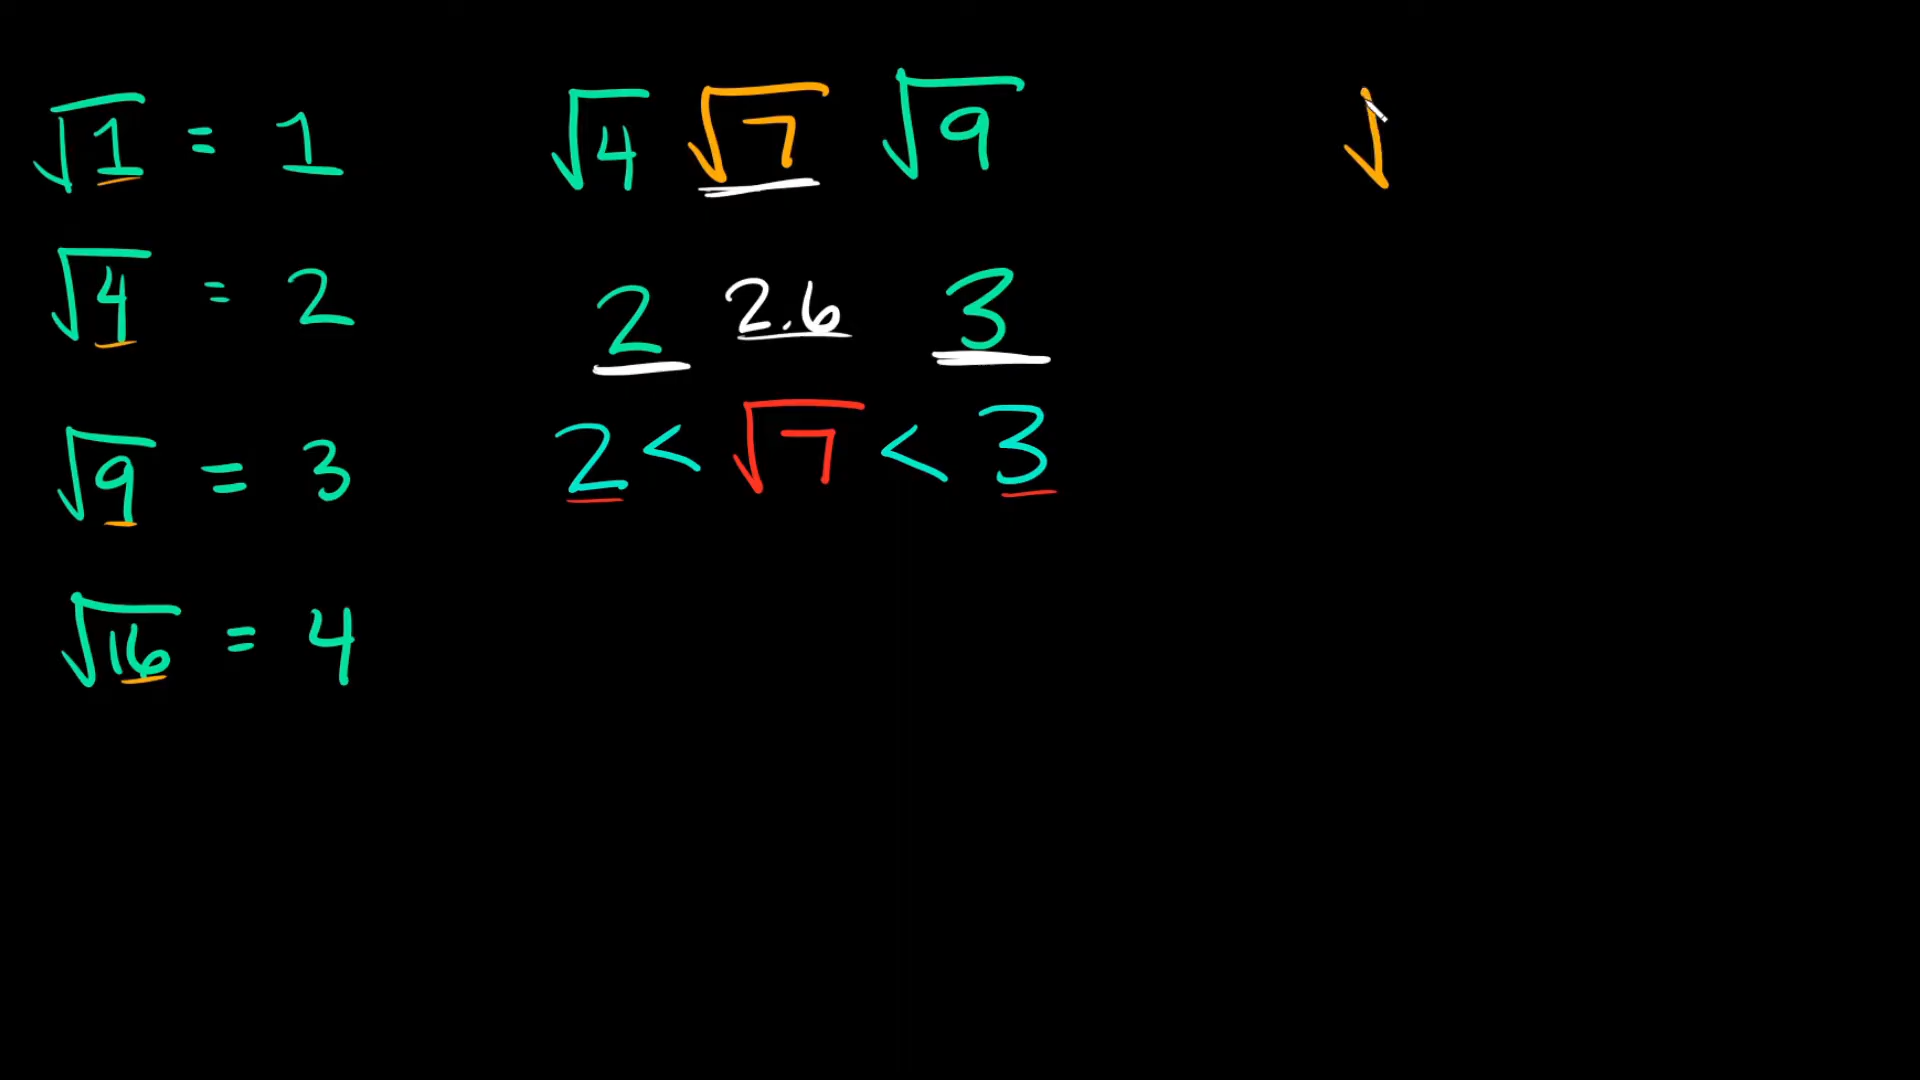 √1 = 1
√4 = 2
√9 = 3
√16 = 4
√4 √7 √9
2 2.6 3
2 < √7 < 3
√